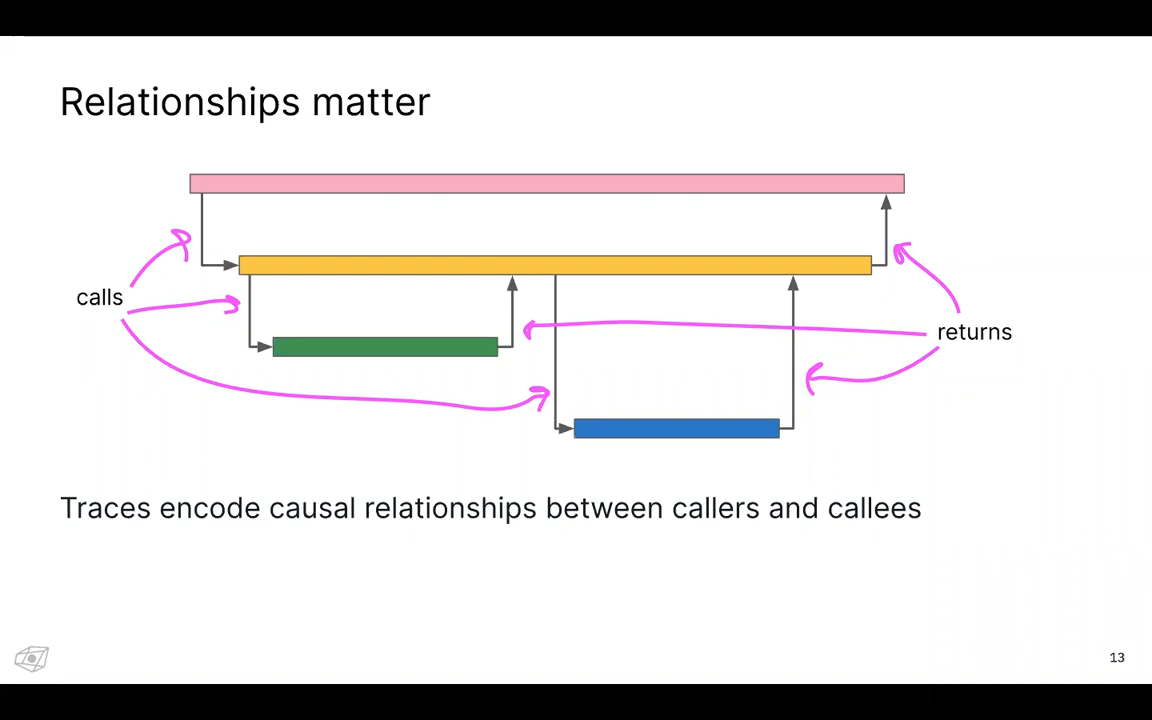 Relationships matter
calls
returns
Traces encode causal relationships between callers and callees
13